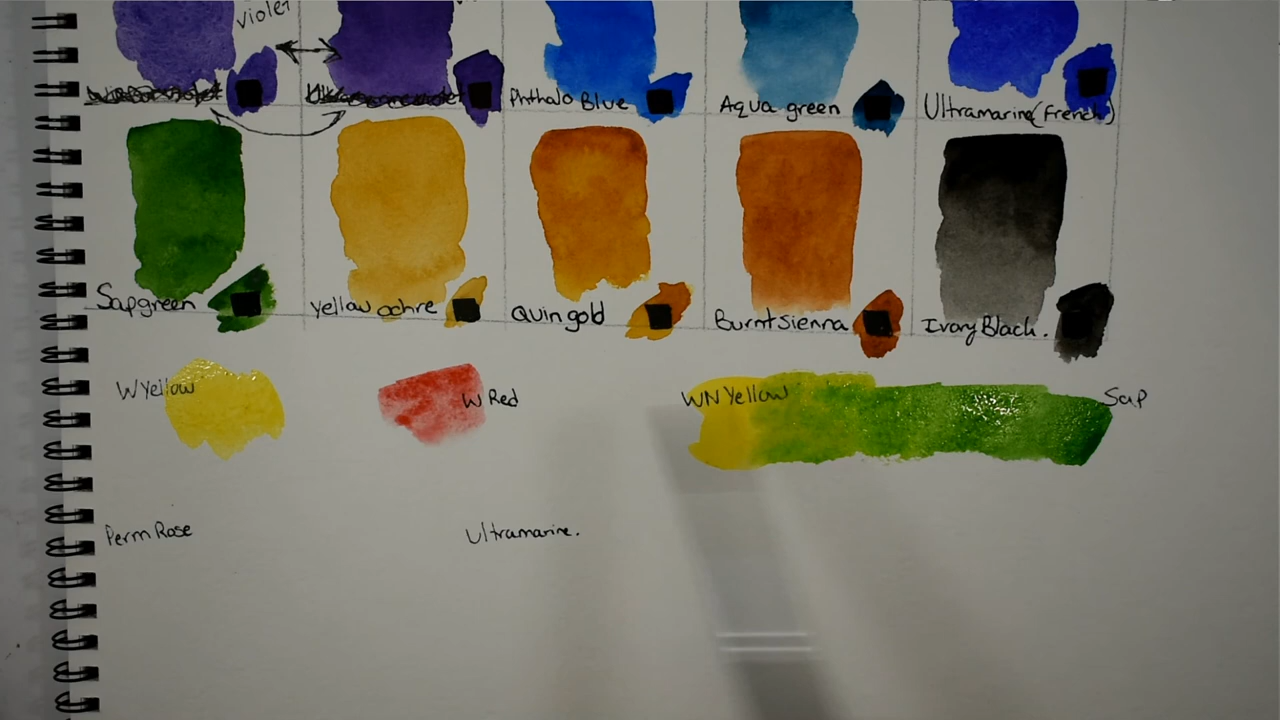 violet
Phthalo Blue
Aqua green
Ultramarine(French)
Sapgreen
yellow ochre
Quin gold
Burnt sienna
Ivory Black.
W Yellow
W Red
WN Yellow
Sap
Perm Rose
Ultramarine.